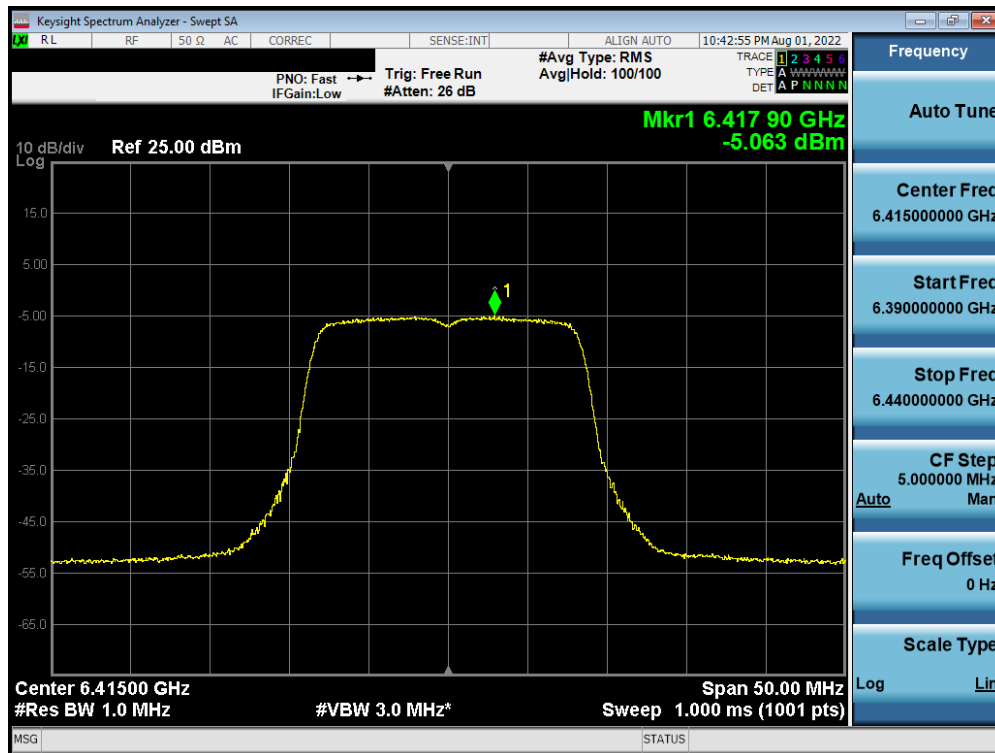 Keysight Spectrum Analyzer - Swept SA
LXI RL RF 50 Ω AC CORREC SENSE:INT ALIGN AUTO 10:42:55 PM Aug 01, 2022
PNO: Fast
IFGain:Low
Trig: Free Run
#Atten: 26 dB
#Avg Type: RMS
Avg|Hold: 100/100
TRACE 1 2 3 4 5 6
TYPE A WWWWW
DET A P N N N N
Mkr1 6.417 90 GHz
-5.063 dBm
10 dB/div Ref 25.00 dBm
Log
15.0
5.00
1
-5.00
-15.0
-25.0
-35.0
-45.0
-55.0
-65.0
Center 6.41500 GHz Span 50.00 MHz
#Res BW 1.0 MHz #VBW 3.0 MHz* Sweep 1.000 ms (1001 pts)
MSG STATUS
Frequency
Auto Tune
Center Freq
6.415000000 GHz
Start Freq
6.390000000 GHz
Stop Freq
6.440000000 GHz
CF Step
5.000000 MHz
Auto Man
Freq Offset
0 Hz
Scale Type
Log Lin